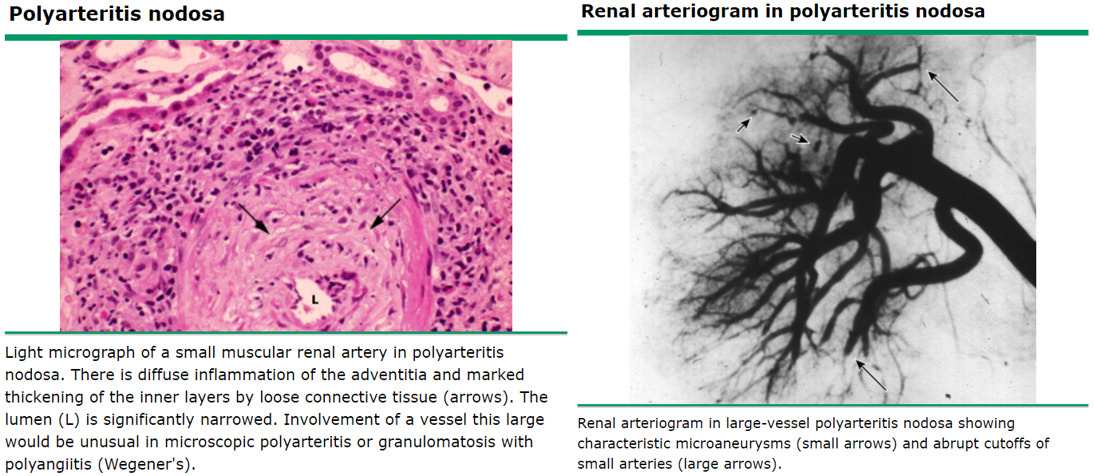 Polyarteritis nodosa
L
Light micrograph of a small muscular renal artery in polyarteritis
nodosa. There is diffuse inflammation of the adventitia and marked
thickening of the inner layers by loose connective tissue (arrows). The
lumen (L) is significantly narrowed. Involvement of a vessel this large
would be unusual in microscopic polyarteritis or granulomatosis with
polyangiitis (Wegener's).
Renal arteriogram in polyarteritis nodosa
Renal arteriogram in large-vessel polyarteritis nodosa showing
characteristic microaneurysms (small arrows) and abrupt cutoffs of
small arteries (large arrows).